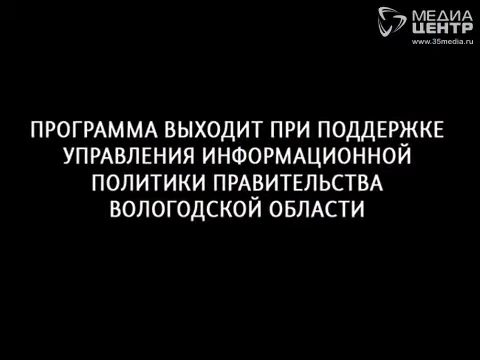 МЕДИА
ЦЕНТР
www.35media.ru
ПРОГРАММА ВЫХОДИТ ПРИ ПОДДЕРЖКЕ
УПРАВЛЕНИЯ ИНФОРМАЦИОННОЙ
ПОЛИТИКИ ПРАВИТЕЛЬСТВА
ВОЛОГОДСКОЙ ОБЛАСТИ